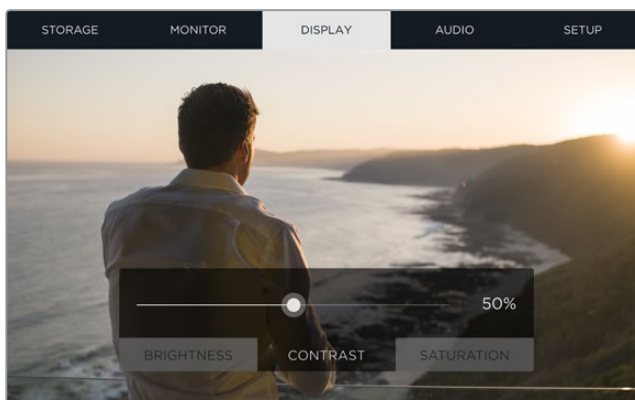 STORAGE MONITOR DISPLAY AUDIO SETUP
50%
BRIGHTNESS CONTRAST SATURATION